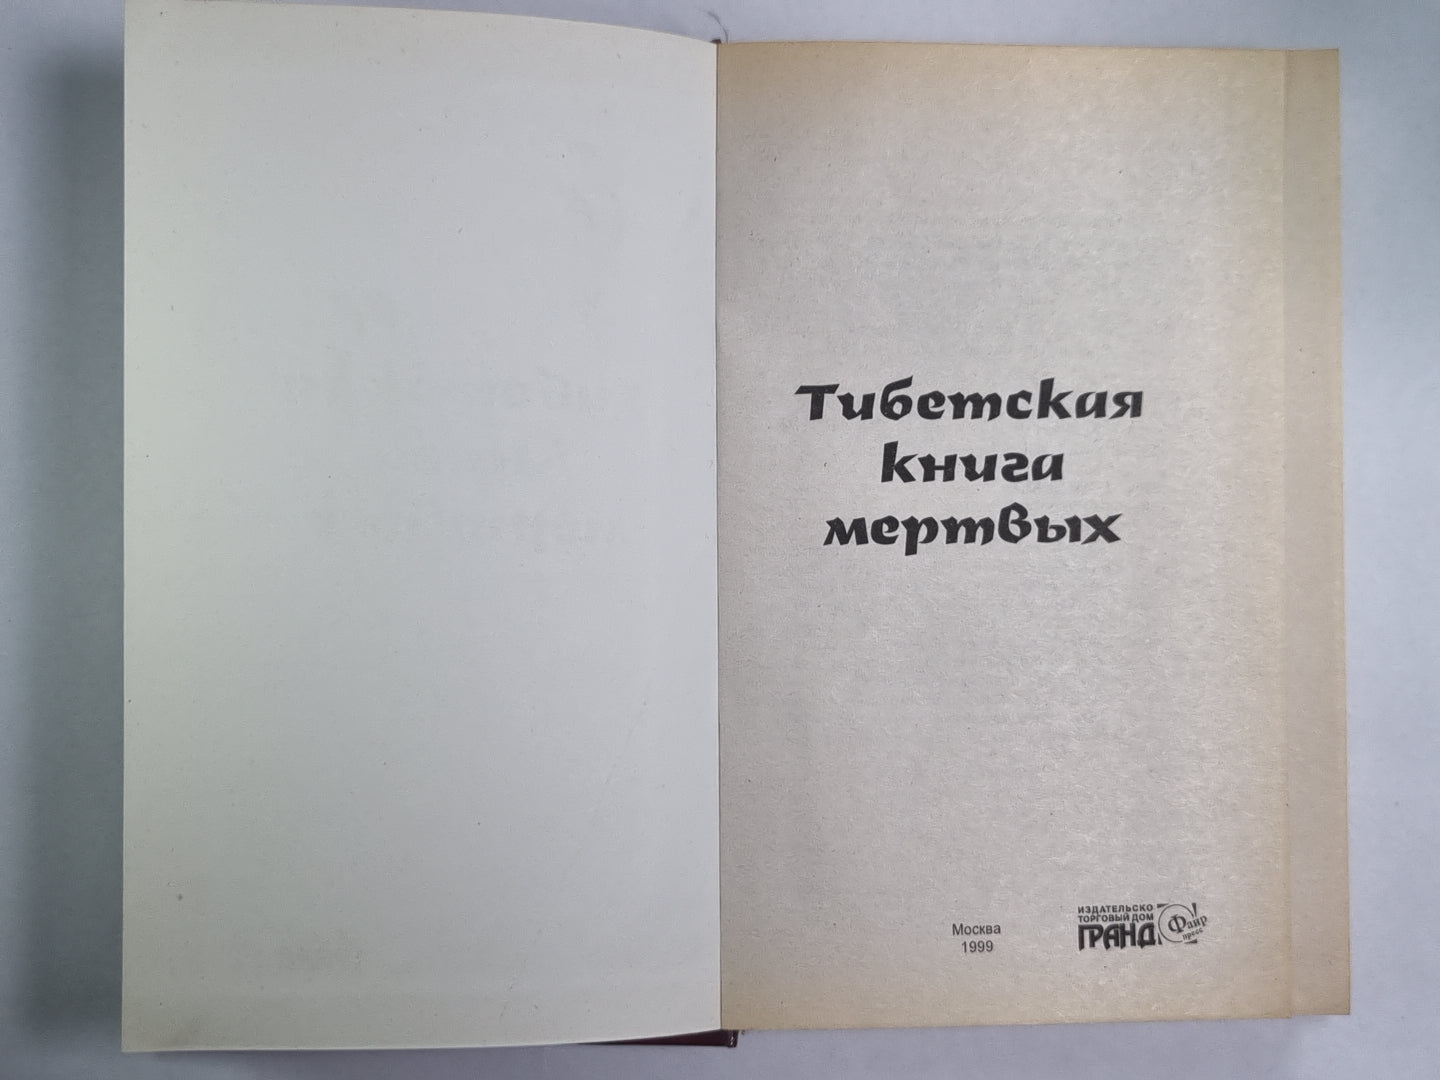 Тибетская
книга
мертвых
Москва
1999
ИЗДАТЕЛЬСКО
ТОРГОВЫЙ ДОМ
ГРАНД
Фаир
пресс